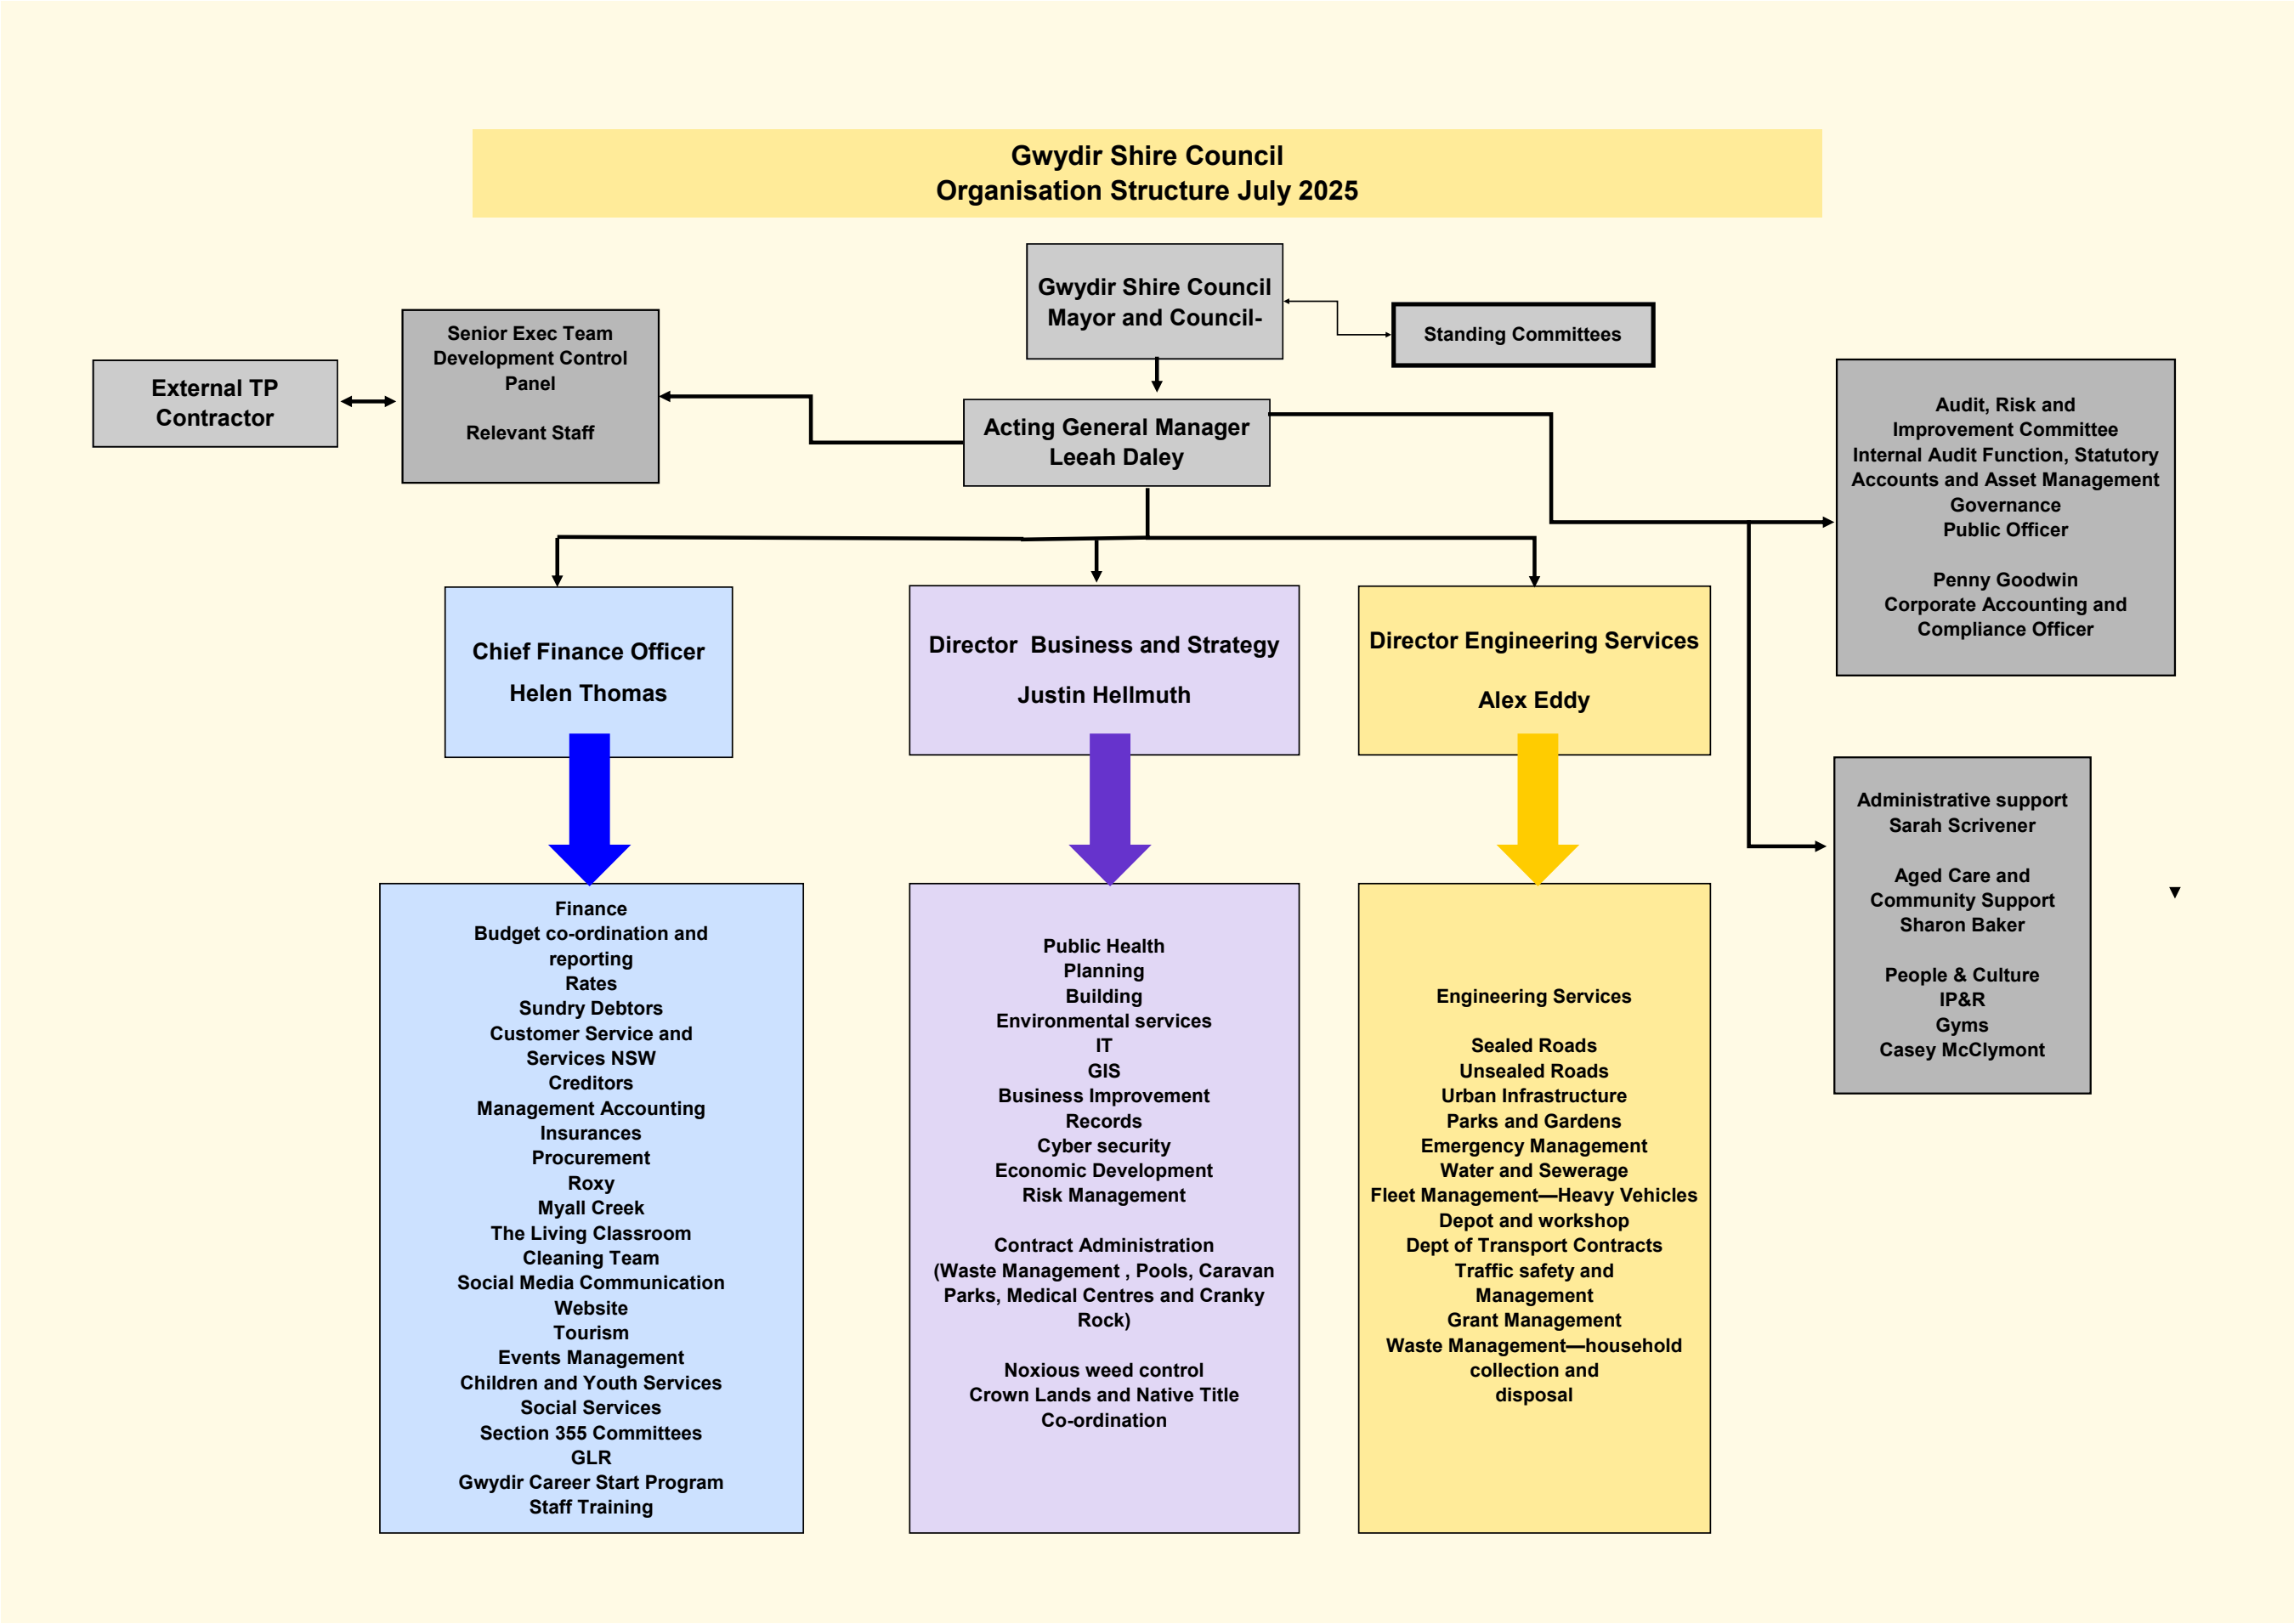 Gwydir Shire Council
Organisation Structure July 2025
Gwydir Shire Council
Mayor and Council-
Standing Committees
Senior Exec Team
Development Control
Panel
Relevant Staff
External TP
Contractor
Acting General Manager
Leeah Daley
Audit, Risk and
Improvement Committee
Internal Audit Function, Statutory
Accounts and Asset Management
Governance
Public Officer
Penny Goodwin
Corporate Accounting and
Compliance Officer
Chief Finance Officer
Helen Thomas
Director  Business and Strategy
Justin Hellmuth
Director Engineering Services
Alex Eddy
Administrative support
Sarah Scrivener
Aged Care and
Community Support
Sharon Baker
People & Culture
IP&R
Gyms
Casey McClymont
Finance
Budget co-ordination and
reporting
Rates
Sundry Debtors
Customer Service and
Services NSW
Creditors
Management Accounting
Insurances
Procurement
Roxy
Myall Creek
The Living Classroom
Cleaning Team
Social Media Communication
Website
Tourism
Events Management
Children and Youth Services
Social Services
Section 355 Committees
GLR
Gwydir Career Start Program
Staff Training
Public Health
Planning
Building
Environmental services
IT
GIS
Business Improvement
Records
Cyber security
Economic Development
Risk Management
Contract Administration
(Waste Management , Pools, Caravan
Parks, Medical Centres and Cranky
Rock)
Noxious weed control
Crown Lands and Native Title
Co-ordination
Engineering Services
Sealed Roads
Unsealed Roads
Urban Infrastructure
Parks and Gardens
Emergency Management
Water and Sewerage
Fleet Management—Heavy Vehicles
Depot and workshop
Dept of Transport Contracts
Traffic safety and
Management
Grant Management
Waste Management—household
collection and
disposal